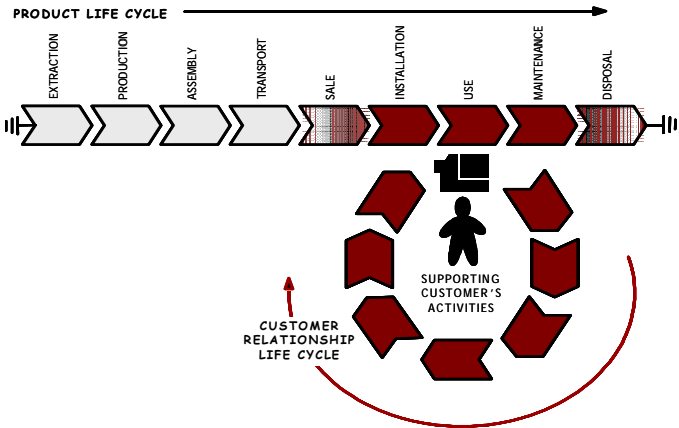 PRODUCT LIFE CYCLE
EXTRACTION
PRODUCTION
ASSEMBLY
TRANSPORT
SALE
INSTALLATION
USE
MAINTENANCE
DISPOSAL
SUPPORTING
CUSTOMER'S
ACTIVITIES
CUSTOMER
RELATIONSHIP
LIFE CYCLE